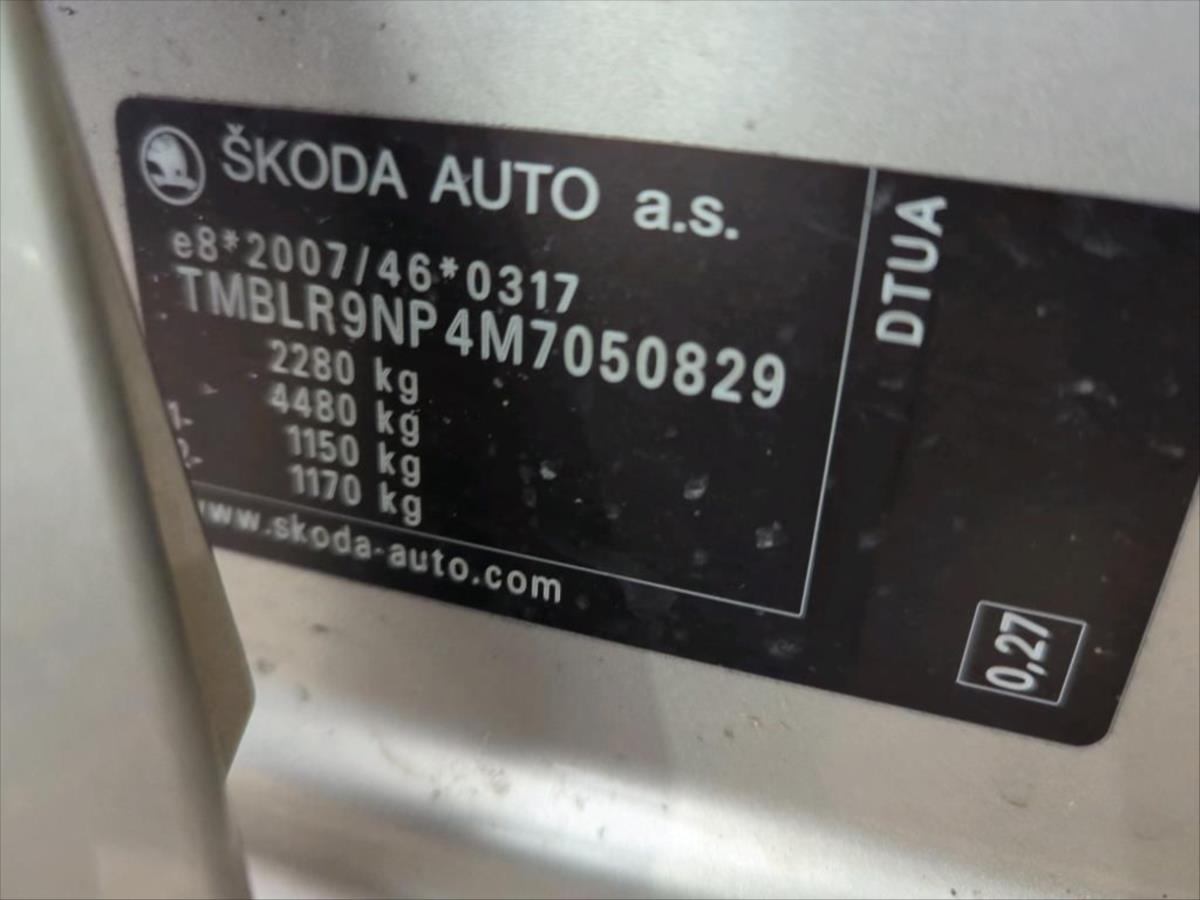 ŠKODA AUTO a.s.
e8*2007/46*0317
TMBLR9NP4M7050829
2280 kg
4480 kg
1- 1150 kg
2- 1170 kg
www.skoda-auto.com
DTUA
0,27